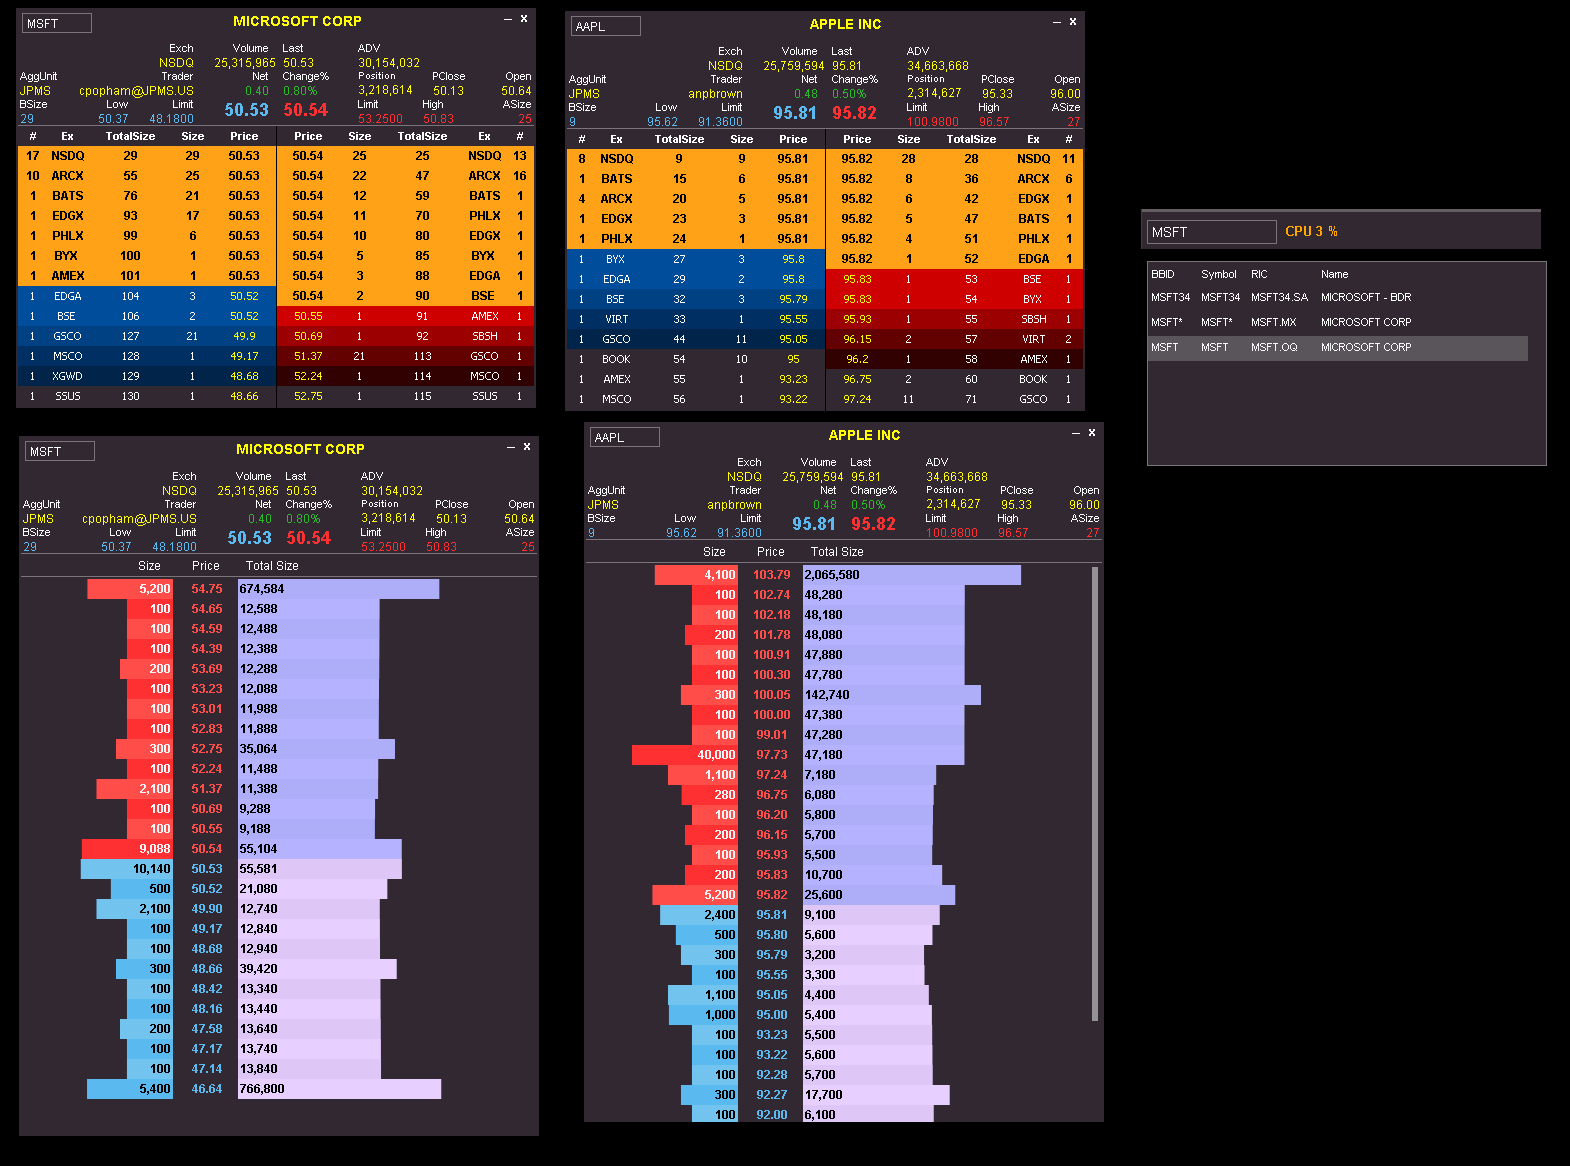 MSFT MICROSOFT CORP – x
Exch Volume Last ADV
NSDQ 25,315,965 50.53 30,154,032
AggUnit Trader Net Change% Position PClose Open
JPMS cpopham@JPMS.US 0.40 0.80% 3,218,614 50.13 50.64
BSize Low Limit 50.53 50.54 Limit High ASize
29 50.37 48.1800 53.2500 50.83 25
# Ex TotalSize Size Price Price Size TotalSize Ex #
17 NSDQ 29 29 50.53 50.54 25 25 NSDQ 13
10 ARCX 55 25 50.53 50.54 22 47 ARCX 16
1 BATS 76 21 50.53 50.54 12 59 BATS 1
1 EDGX 93 17 50.53 50.54 11 70 PHLX 1
1 PHLX 99 6 50.53 50.54 10 80 EDGX 1
1 BYX 100 1 50.53 50.54 5 85 BYX 1
1 AMEX 101 1 50.53 50.54 3 88 EDGA 1
1 EDGA 104 3 50.52 50.54 2 90 BSE 1
1 BSE 106 2 50.52 50.55 1 91 AMEX 1
1 GSCO 127 21 49.9 50.69 1 92 SBSH 1
1 MSCO 128 1 49.17 51.37 21 113 GSCO 1
1 XGWD 129 1 48.68 52.24 1 114 MSCO 1
1 SSUS 130 1 48.66 52.75 1 115 SSUS 1
AAPL APPLE INC – x
Exch Volume Last ADV
NSDQ 25,759,594 95.81 34,663,668
AggUnit Trader Net Change% Position PClose Open
JPMS anpbrown 0.48 0.50% 2,314,627 95.33 96.00
BSize Low Limit 95.81 95.82 Limit High ASize
9 95.62 91.3600 100.9800 96.57 27
# Ex TotalSize Size Price Price Size TotalSize Ex #
8 NSDQ 9 9 95.81 95.82 28 28 NSDQ 11
1 BATS 15 6 95.81 95.82 8 36 ARCX 6
4 ARCX 20 5 95.81 95.82 6 42 EDGX 1
1 EDGX 23 3 95.81 95.82 5 47 BATS 1
1 PHLX 24 1 95.81 95.82 4 51 PHLX 1
1 BYX 27 3 95.8 95.82 1 52 EDGA 1
1 EDGA 29 2 95.8 95.83 1 53 BSE 1
1 BSE 32 3 95.79 95.83 1 54 BYX 1
1 VIRT 33 1 95.55 95.93 1 55 SBSH 1
1 GSCO 44 11 95.05 96.15 2 57 VIRT 2
1 BOOK 54 10 95 96.2 1 58 AMEX 1
1 AMEX 55 1 93.23 96.75 2 60 BOOK 1
1 MSCO 56 1 93.22 97.24 11 71 GSCO 1
MSFT CPU 3 %
BBID Symbol RIC Name
MSFT34 MSFT34 MSFT34.SA MICROSOFT - BDR
MSFT* MSFT* MSFT.MX MICROSOFT CORP
MSFT MSFT MSFT.OQ MICROSOFT CORP
MSFT MICROSOFT CORP – x
Exch Volume Last ADV
NSDQ 25,315,965 50.53 30,154,032
AggUnit Trader Net Change% Position PClose Open
JPMS cpopham@JPMS.US 0.40 0.80% 3,218,614 50.13 50.64
BSize Low Limit 50.53 50.54 Limit High ASize
29 50.37 48.1800 53.2500 50.83 25
Size Price Total Size
5,200 54.75 674,584
100 54.65 12,588
100 54.59 12,488
100 54.39 12,388
200 53.69 12,288
100 53.23 12,088
100 53.01 11,988
100 52.83 11,888
300 52.75 35,064
100 52.24 11,488
2,100 51.37 11,388
100 50.69 9,288
100 50.55 9,188
9,088 50.54 55,104
10,140 50.53 55,581
500 50.52 21,080
2,100 49.90 12,740
100 49.17 12,840
100 48.68 12,940
300 48.66 39,420
100 48.42 13,340
100 48.16 13,440
200 47.58 13,640
100 47.17 13,740
100 47.14 13,840
5,400 46.64 766,800
AAPL APPLE INC – x
Exch Volume Last ADV
NSDQ 25,759,594 95.81 34,663,668
AggUnit Trader Net Change% Position PClose Open
JPMS anpbrown 0.48 0.50% 2,314,627 95.33 96.00
BSize Low Limit 95.81 95.82 Limit High ASize
9 95.62 91.3600 100.9800 96.57 27
Size Price Total Size
4,100 103.79 2,065,580
100 102.74 48,280
100 102.18 48,180
200 101.78 48,080
100 100.91 47,880
100 100.30 47,780
300 100.05 142,740
100 100.00 47,380
100 99.01 47,280
40,000 97.73 47,180
1,100 97.24 7,180
280 96.75 6,080
100 96.20 5,800
200 96.15 5,700
100 95.93 5,500
200 95.83 10,700
5,200 95.82 25,600
2,400 95.81 9,100
500 95.80 5,600
300 95.79 3,200
100 95.55 3,300
1,100 95.05 4,400
1,000 95.00 5,400
100 93.23 5,500
100 93.22 5,600
100 92.28 5,700
300 92.27 17,700
100 92.00 6,100